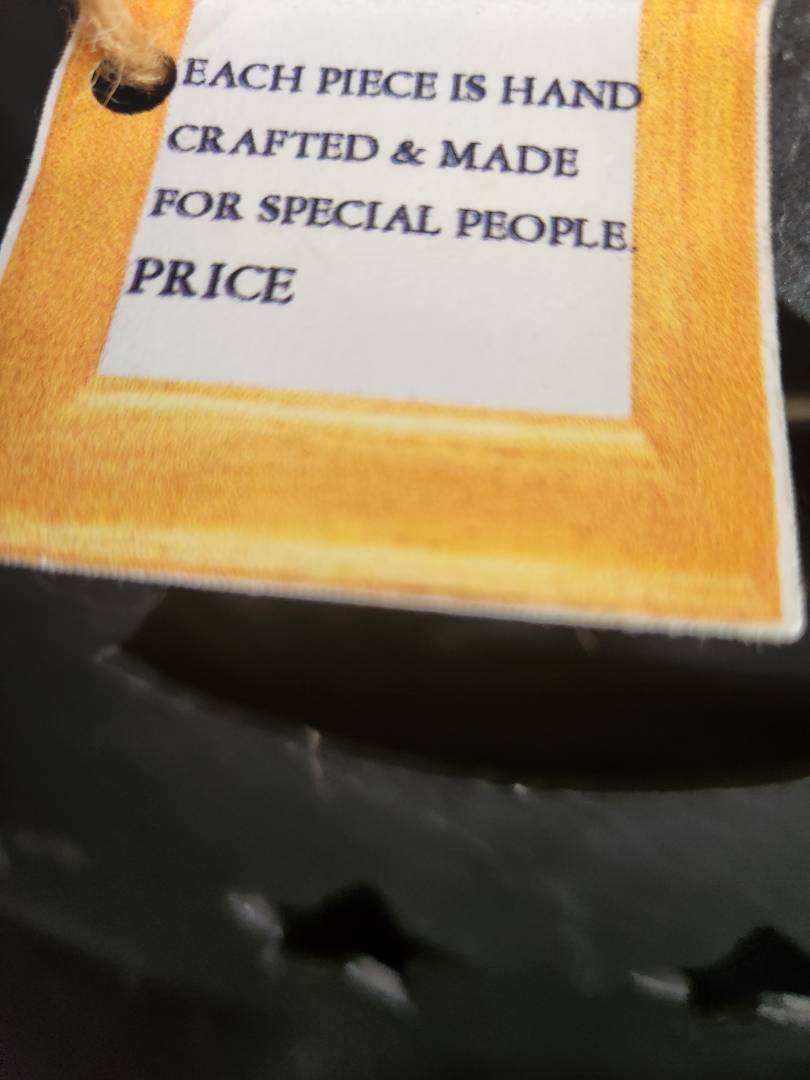 EACH PIECE IS HAND
CRAFTED & MADE
FOR SPECIAL PEOPLE.
PRICE